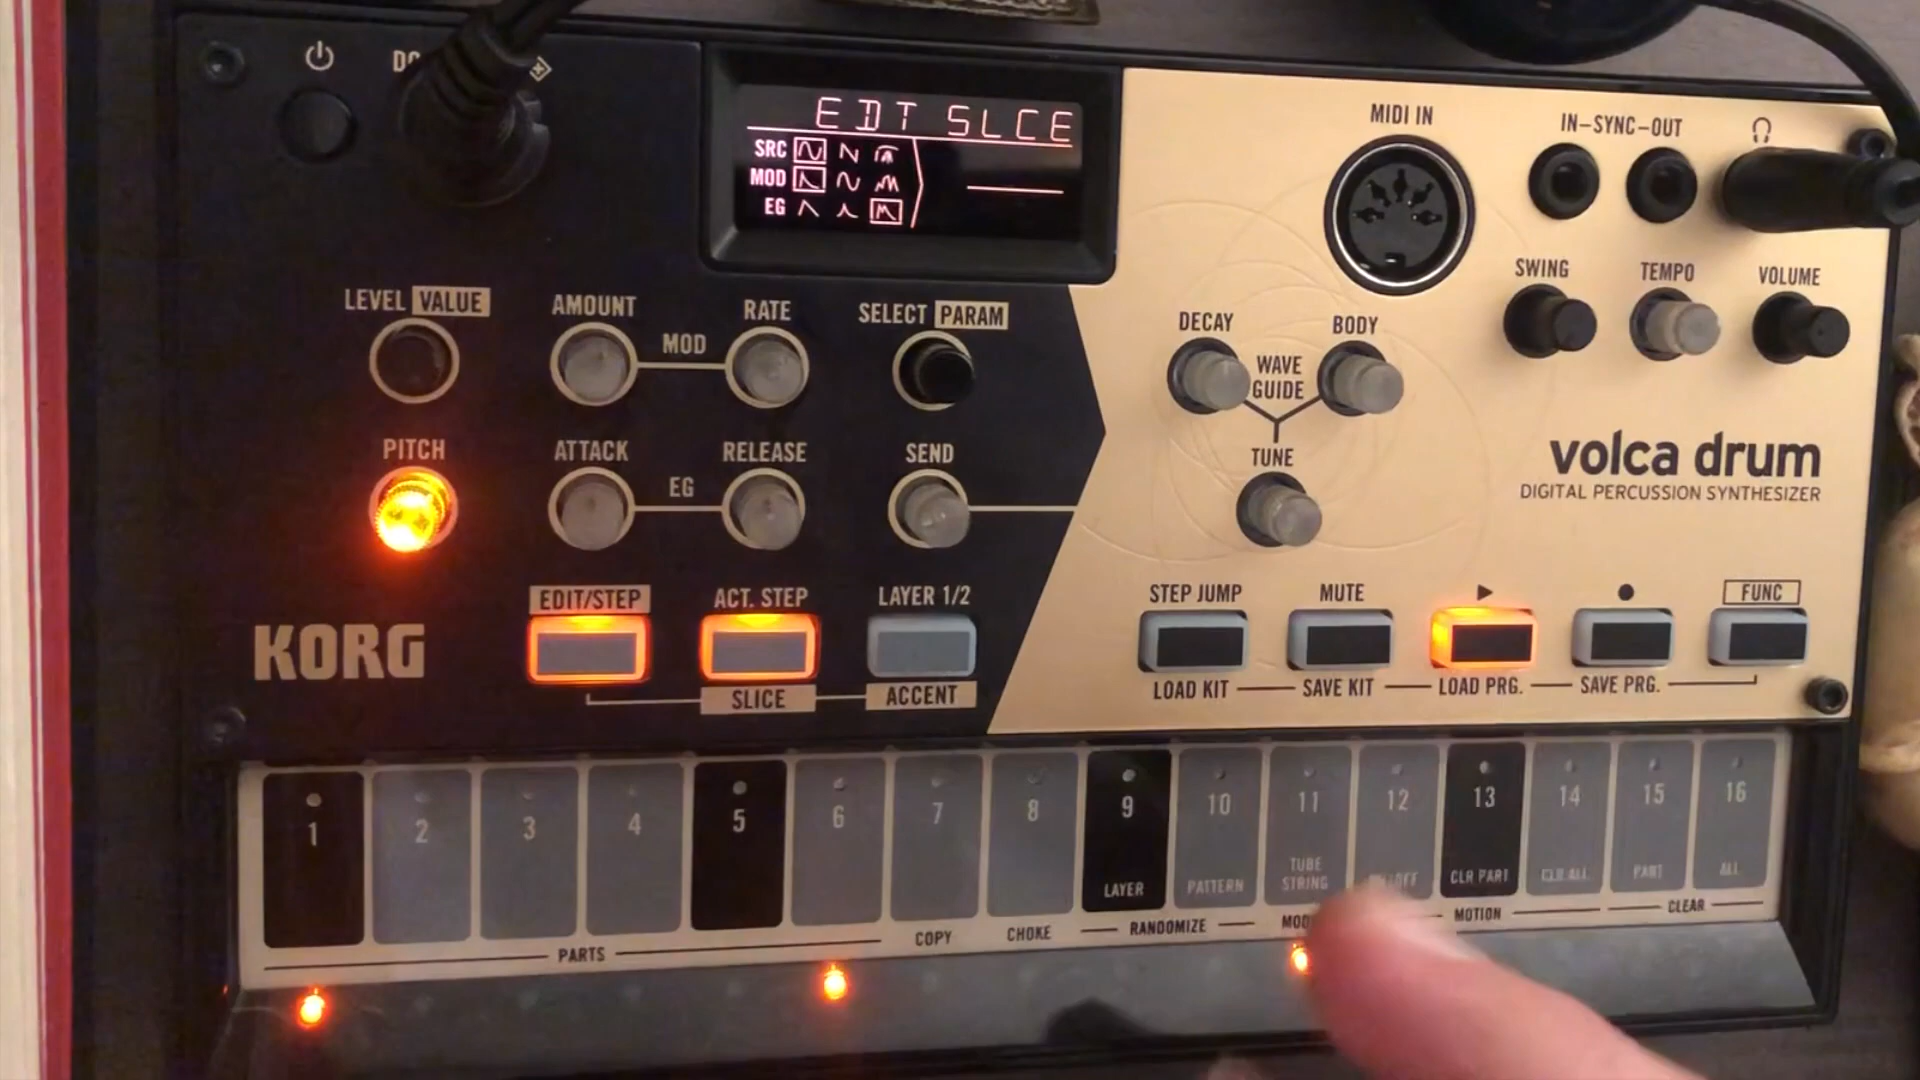 DC
EDT SLCE
SRC
MOD
EG
MIDI IN
IN-SYNC-OUT
SWING
TEMPO
VOLUME
LEVEL VALUE
AMOUNT
RATE
SELECT PARAM
MOD
DECAY
BODY
WAVE
GUIDE
TUNE
PITCH
ATTACK
RELEASE
SEND
EG
volca drum
DIGITAL PERCUSSION SYNTHESIZER
EDIT/STEP
ACT. STEP
LAYER 1/2
STEP JUMP
MUTE
FUNC
KORG
SLICE
ACCENT
LOAD KIT
SAVE KIT
LOAD PRG.
SAVE PRG.
1 2 3 4 5 6 7 8 9 10 11 12 13 14 15 16
LAYER
PATTERN
TUBE
STRING
CLR PART
CLR ALL
PART
ALL
PARTS
COPY
CHOKE
RANDOMIZE
MOTION
CLEAR